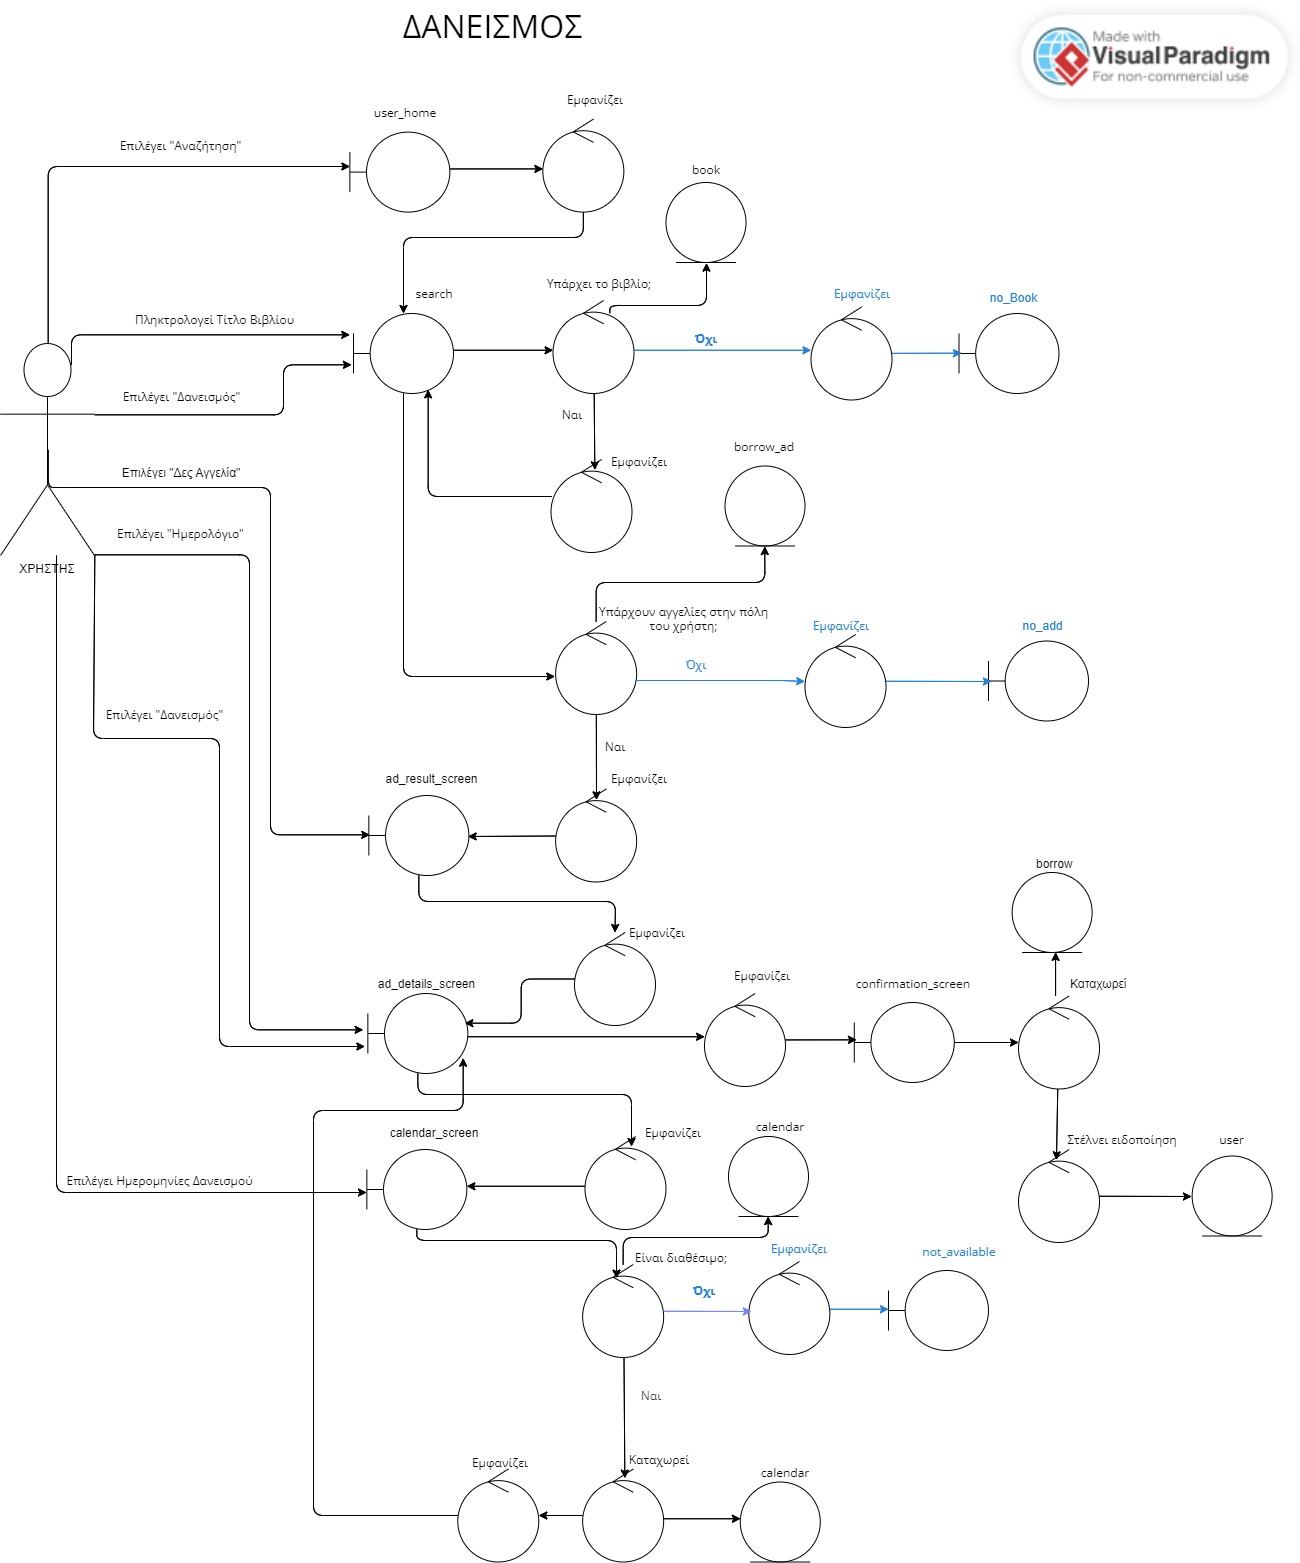 ΔΑΝΕΙΣΜΟΣ
Made with
Visual Paradigm
For non-commercial use
Εμφανίζει
user_home
Επιλέγει "Αναζήτηση"
book
Υπάρχει το βιβλίο;
search
Εμφανίζει
no_Book
Πληκτρολογεί Τίτλο Βιβλίου
Όχι
Επιλέγει "Δανεισμός"
Ναι
borrow_ad
Εμφανίζει
Επιλέγει "Δες Αγγελία"
Επιλέγει "Ημερολόγιο"
ΧΡΗΣΤΗΣ
Υπάρχουν αγγελίες στην πόλη
του χρήστη;
Εμφανίζει
no_add
Όχι
Επιλέγει "Δανεισμός"
Ναι
ad_result_screen
Εμφανίζει
borrow
Εμφανίζει
ad_details_screen
Εμφανίζει
confirmation_screen
Καταχωρεί
calendar_screen
Εμφανίζει
calendar
Στέλνει ειδοποίηση
user
Επιλέγει Ημερομηνίες Δανεισμού
Είναι διαθέσιμο;
Εμφανίζει
not_available
Όχι
Ναι
Εμφανίζει
Καταχωρεί
calendar